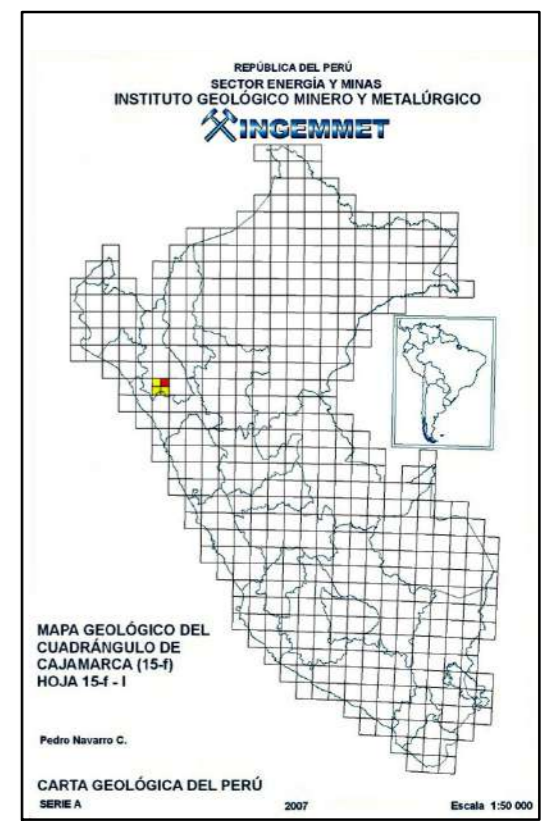 REPÚBLICA DEL PERÚ
SECTOR ENERGÍA Y MINAS
INSTITUTO GEOLÓGICO MINERO Y METALÚRGICO
INGEMMET
MAPA GEOLÓGICO DEL
CUADRÁNGULO DE
CAJAMARCA (15-f)
HOJA 15-f - I
Pedro Navarro C.
CARTA GEOLÓGICA DEL PERÚ
SERIE A
2007
Escala 1:50 000